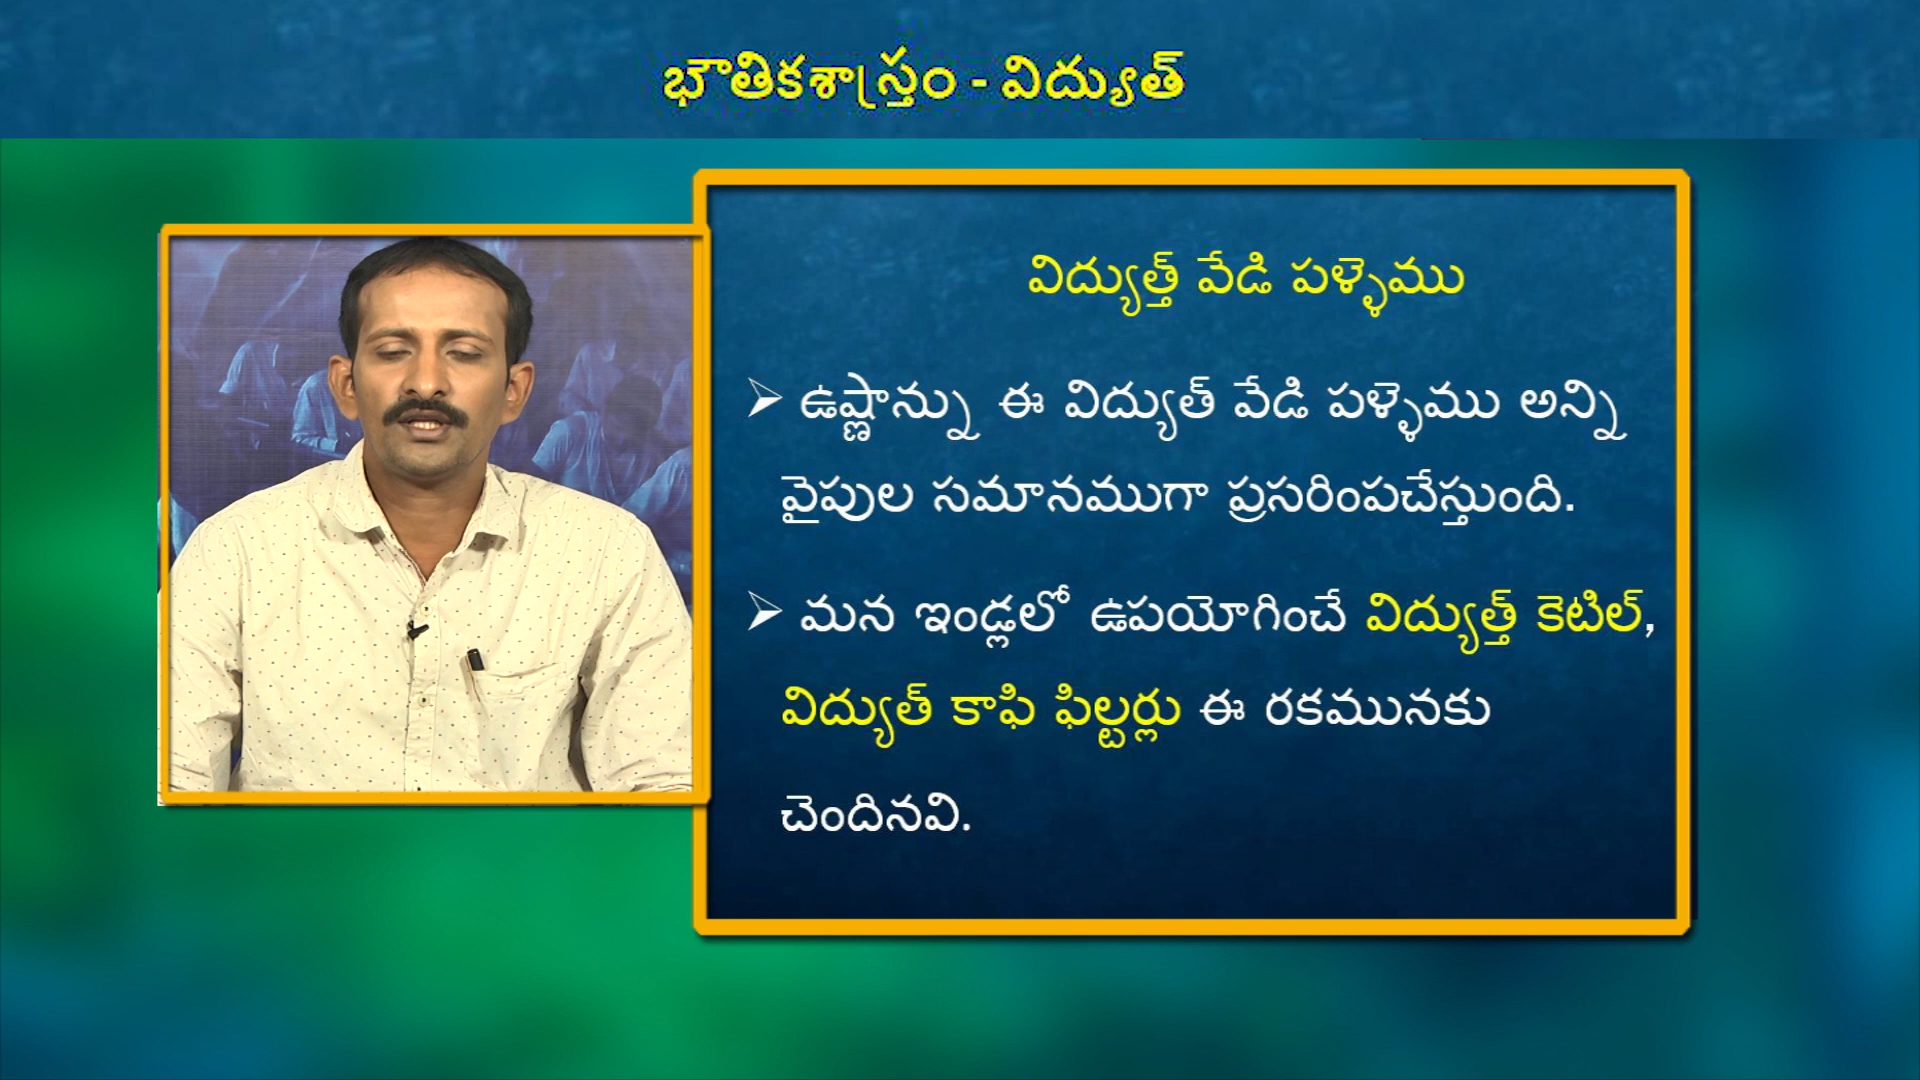 భౌతికశాస్త్రం - విద్యుత్
విద్యుత్త్ వేడి పళ్ళెము
➢ ఉష్ణాన్ను ఈ విద్యుత్ వేడి పళ్ళెము అన్ని
వైపుల సమానముగా ప్రసరింపచేస్తుంది.
➢ మన ఇండ్లలో ఉపయోగించే విద్యుత్త్ కెటిల్,
విద్యుత్ కాఫి ఫిల్టర్లు ఈ రకమునకు
చెందినవి.